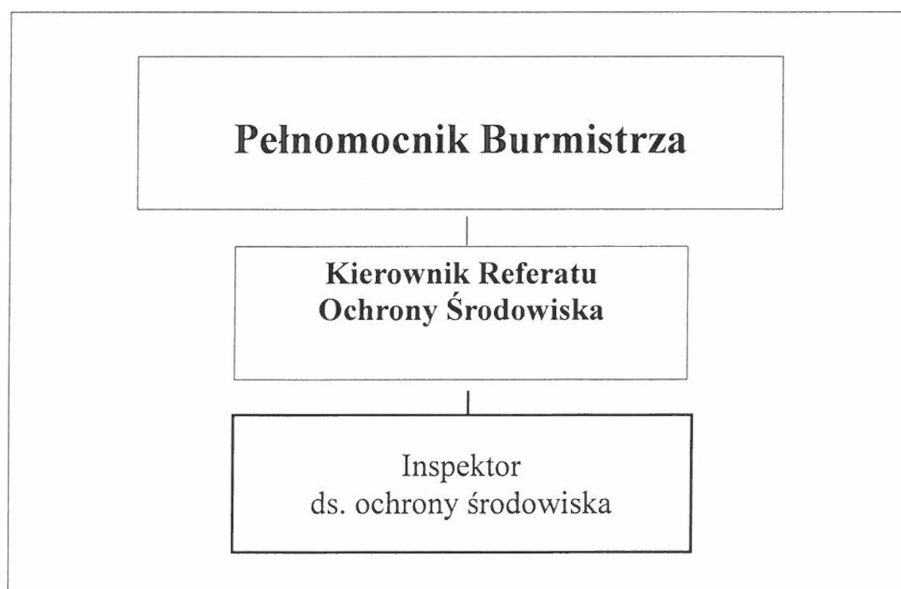 Pełnomocnik Burmistrza
Kierownik Referatu
Ochrony Środowiska
Inspektor
ds. ochrony środowiska